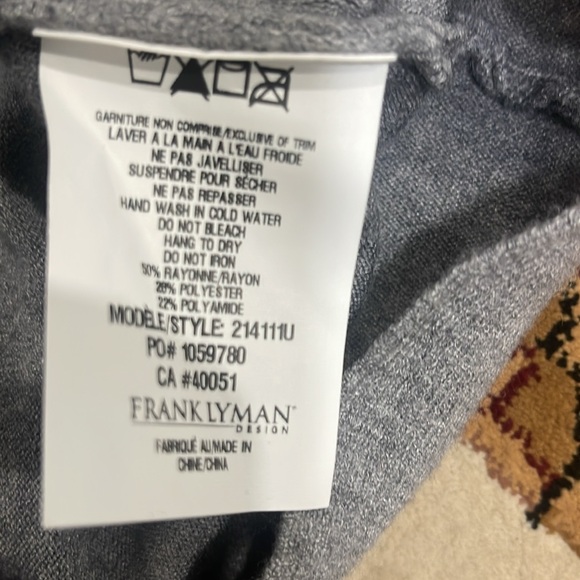 GARNITURE NON COMPRISE/EXCLUSIVE OF TRIM
LAVER A LA MAIN A L'EAU FROIDE
NE PAS JAVELLISER
SUSPENDRE POUR SÉCHER
NE PAS REPASSER
HAND WASH IN COLD WATER
DO NOT BLEACH
HANG TO DRY
DO NOT IRON
50% RAYONNE/RAYON
28% POLYESTER
22% POLYAMIDE
MODÈLE/STYLE: 214111U
PO# 1059780
CA #40051
FRANK LYMAN™
DESIGN
FABRIQUÉ AU/MADE IN
CHINE/CHINA